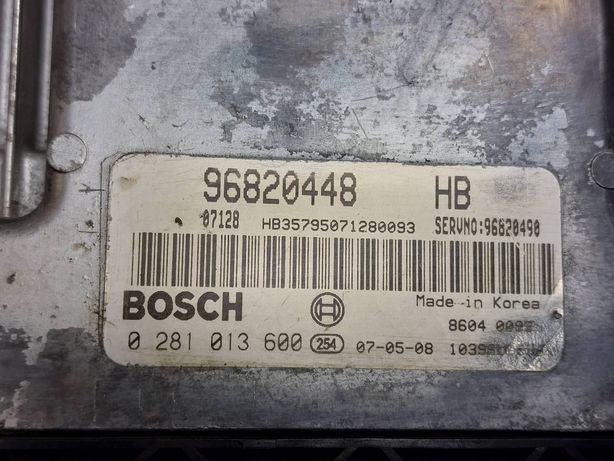 96820448 HB
07128 HB35795071280093 SERVNO:96820490
BOSCH
Made in Korea
8604
0 281 013 600 254 07-05-08